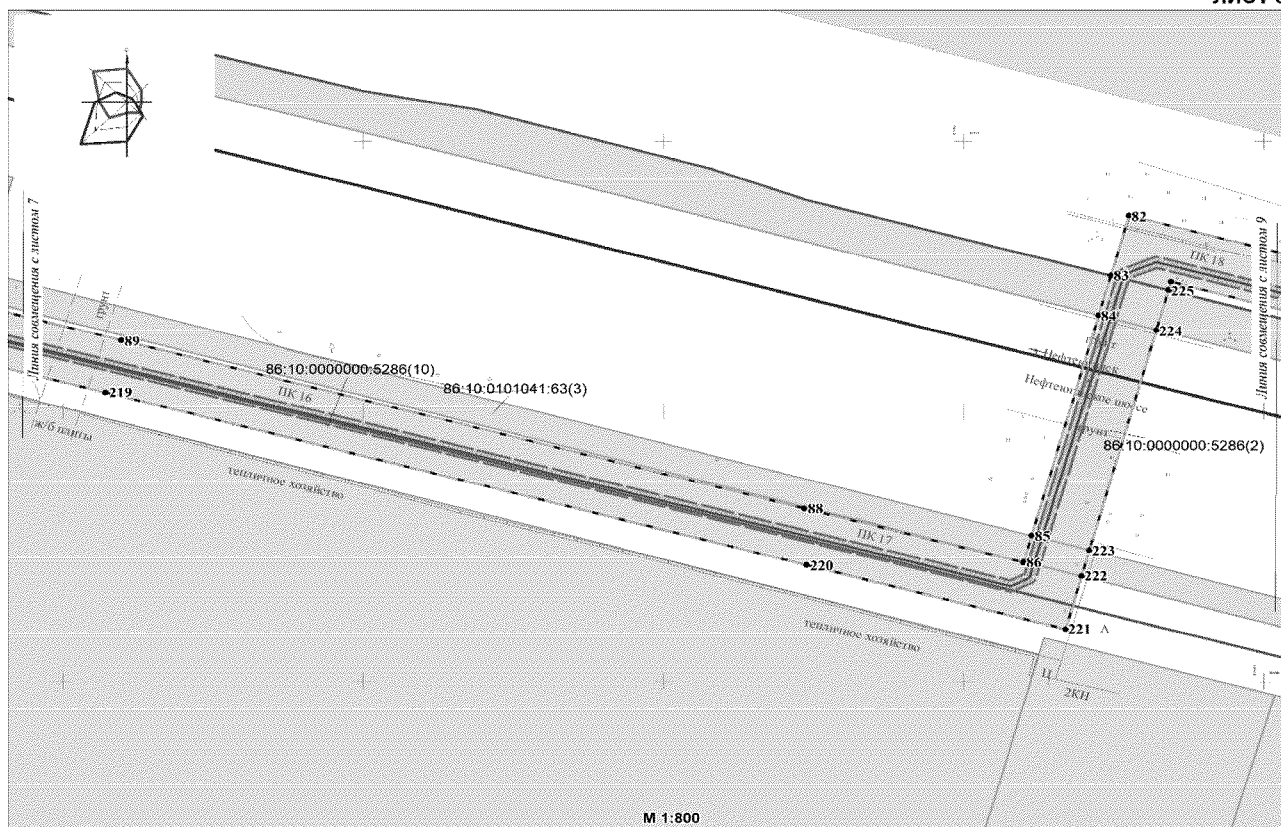 82
ПК 18
83
225
84
224
Линия совмещения с листом 7
Линия совмещения с листом 9
грунт
89
86:10:0000000:5286(10)
86:10:0101041:63(3)
Нефтеюганск
Нефтеюганское шоссе
219
ПК 16
грунт
86:10:0000000:5286(2)
ж/б плиты
тепличное хозяйство
88
ПК 17
85
223
86
220
222
221
тепличное хозяйство
Ц
2КН
М 1:800